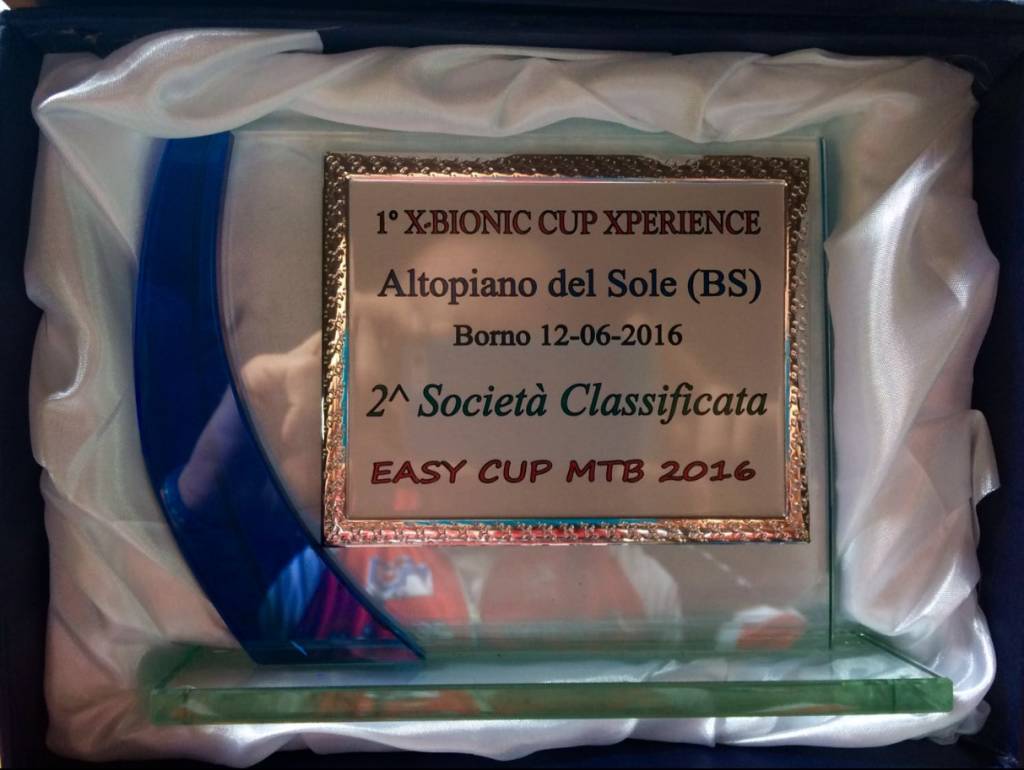 1° X-BIONIC CUP XPERIENCE
Altopiano del Sole (BS)
Borno 12-06-2016
2^ Società Classificata
EASY CUP MTB 2016